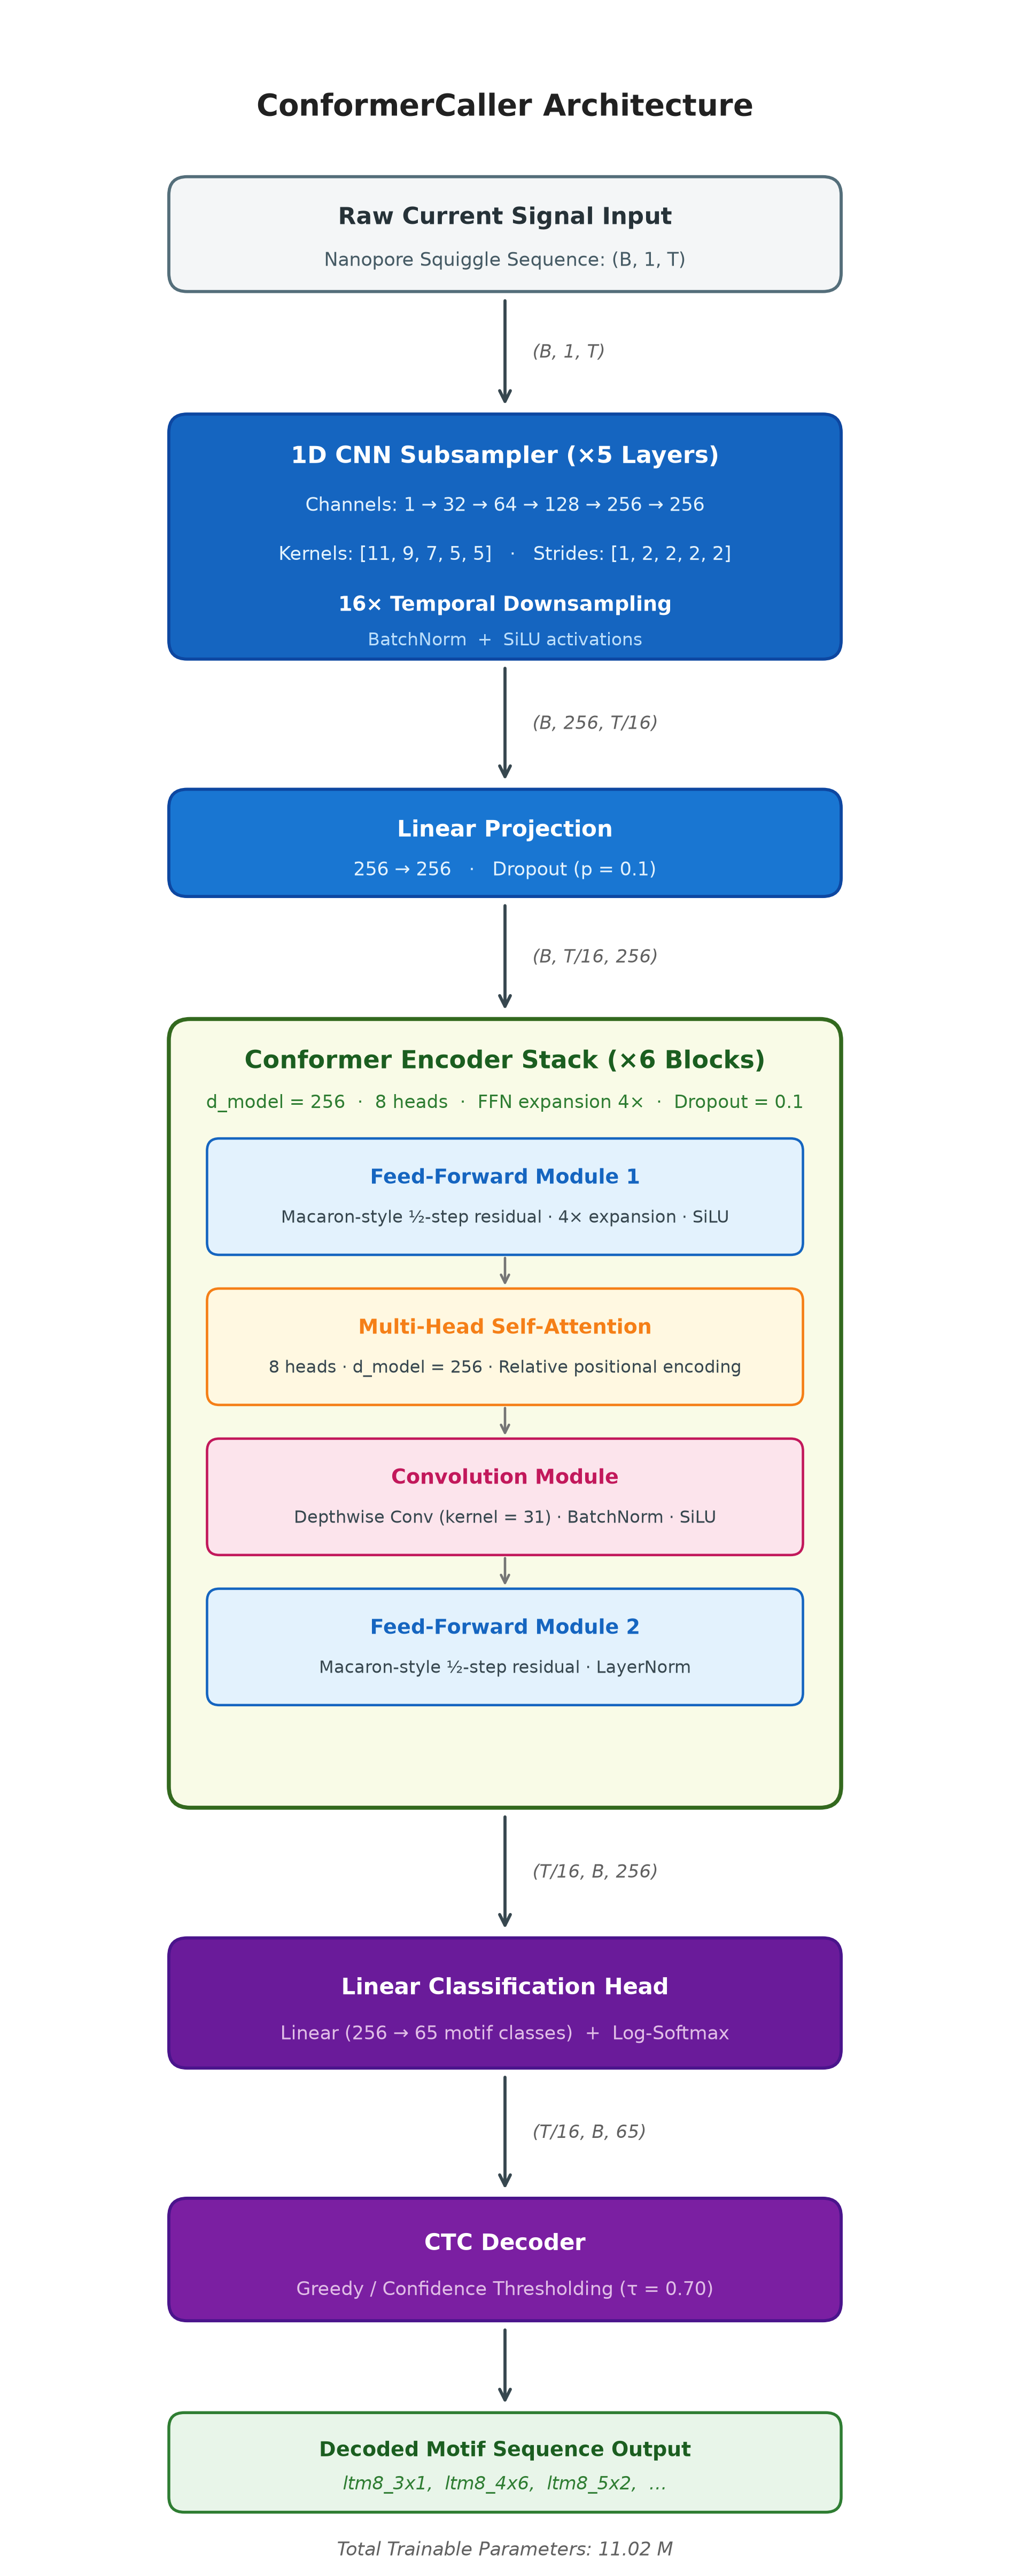 ConformerCaller Architecture
Raw Current Signal Input
Nanopore Squiggle Sequence: (B, 1, T)
(B, 1, T)
1D CNN Subsampler (×5 Layers)
Channels: 1 → 32 → 64 → 128 → 256 → 256
Kernels: [11, 9, 7, 5, 5] · Strides: [1, 2, 2, 2, 2]
16× Temporal Downsampling
BatchNorm + SiLU activations
(B, 256, T/16)
Linear Projection
256 → 256 · Dropout (p = 0.1)
(B, T/16, 256)
Conformer Encoder Stack (×6 Blocks)
d_model = 256 · 8 heads · FFN expansion 4× · Dropout = 0.1
Feed-Forward Module 1
Macaron-style ½-step residual · 4× expansion · SiLU
Multi-Head Self-Attention
8 heads · d_model = 256 · Relative positional encoding
Convolution Module
Depthwise Conv (kernel = 31) · BatchNorm · SiLU
Feed-Forward Module 2
Macaron-style ½-step residual · LayerNorm
(T/16, B, 256)
Linear Classification Head
Linear (256 → 65 motif classes) + Log-Softmax
(T/16, B, 65)
CTC Decoder
Greedy / Confidence Thresholding (τ = 0.70)
Decoded Motif Sequence Output
ltm8_3x1, ltm8_4x6, ltm8_5x2, …
Total Trainable Parameters: 11.02 M